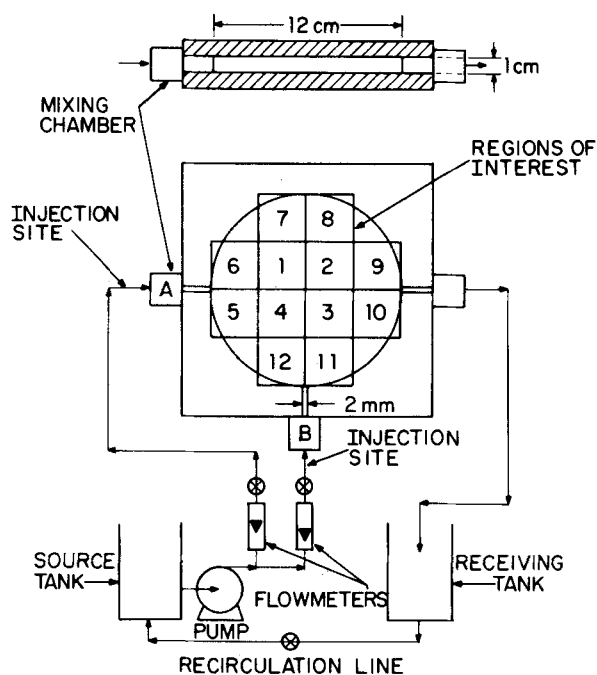 12 cm
1 cm
MIXING
CHAMBER
REGIONS OF
INTEREST
INJECTION
SITE
7 8
6 1 2 9
A
5 4 3 10
12 11
2 mm
B
INJECTION
SITE
SOURCE
TANK
RECEIVING
TANK
FLOWMETERS
PUMP
RECIRCULATION LINE